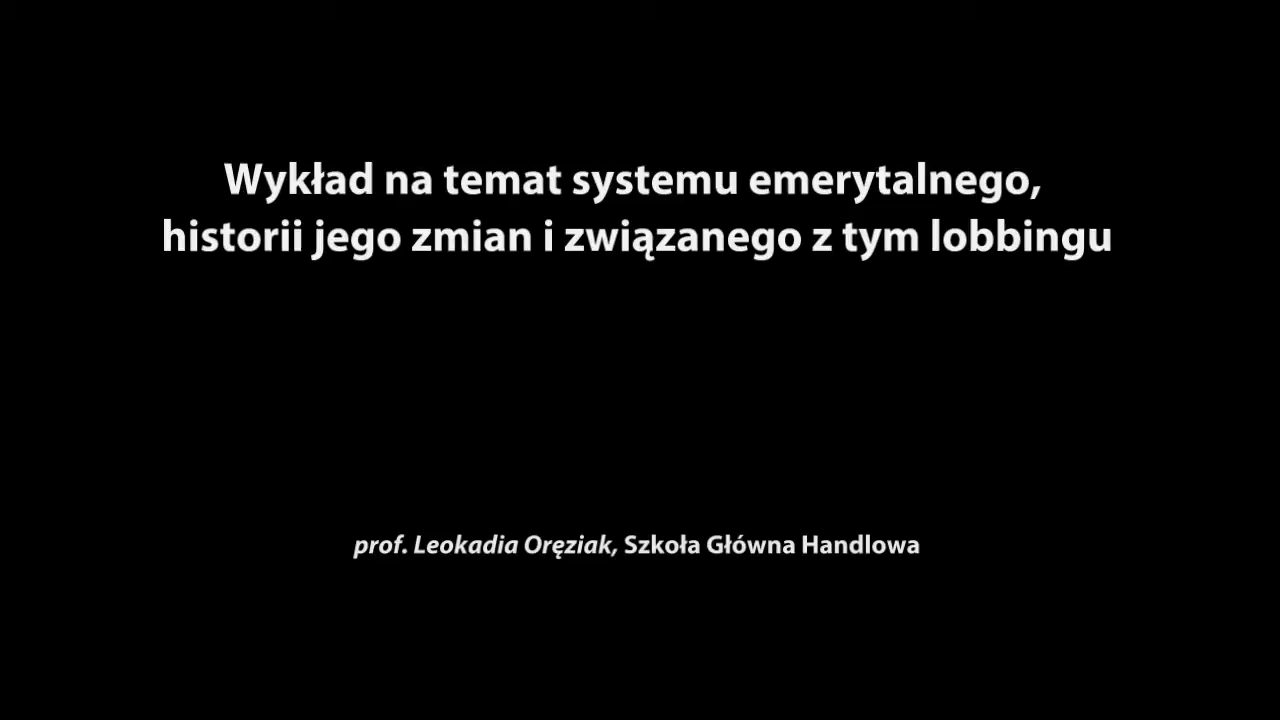 Wykład na temat systemu emerytalnego,
historii jego zmian i związanego z tym lobbingu
prof. Leokadia Oręziak, Szkoła Główna Handlowa